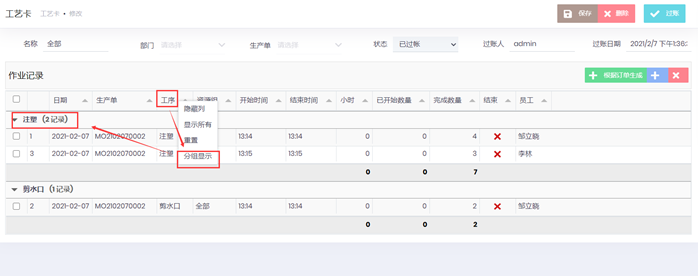 工艺卡 工艺卡 • 修改 保存 删除 过账
名称 全部 部门 请选择 生产单 请选择 状态 已过帐 过账人 admin 过账日期 2021/2/7 下午1:36:
作业记录 根据订单生成
日期 生产单 工序 开始时间 结束时间 小时 已开始数量 完成数量 结束 员工
隐藏列
显示所有
重置
分组显示
注塑 (2 记录)
1 2021-02-07 MO2102070002 注塑 13:14 13:14 0 0 4 邹立晓
3 2021-02-07 MO2102070002 注塑 13:15 13:15 0 0 3 李林
0 0 7
剪水口 (1 记录)
2 2021-02-07 MO2102070002 剪水口 全部 13:14 13:14 0 0 2 邹立晓
0 0 2